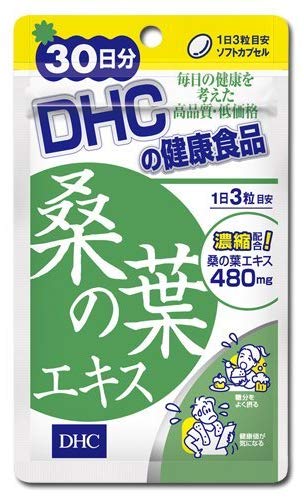 30日分
1日3粒目安
ソフトカプセル
毎日の健康を
考えた
高品質・低価格
DHC
の健康食品
1日3粒目安
濃縮配合!
桑の葉エキス
480mg
桑の葉
エキス
糖分を
よく摂る
健康値が
気になる
DHC